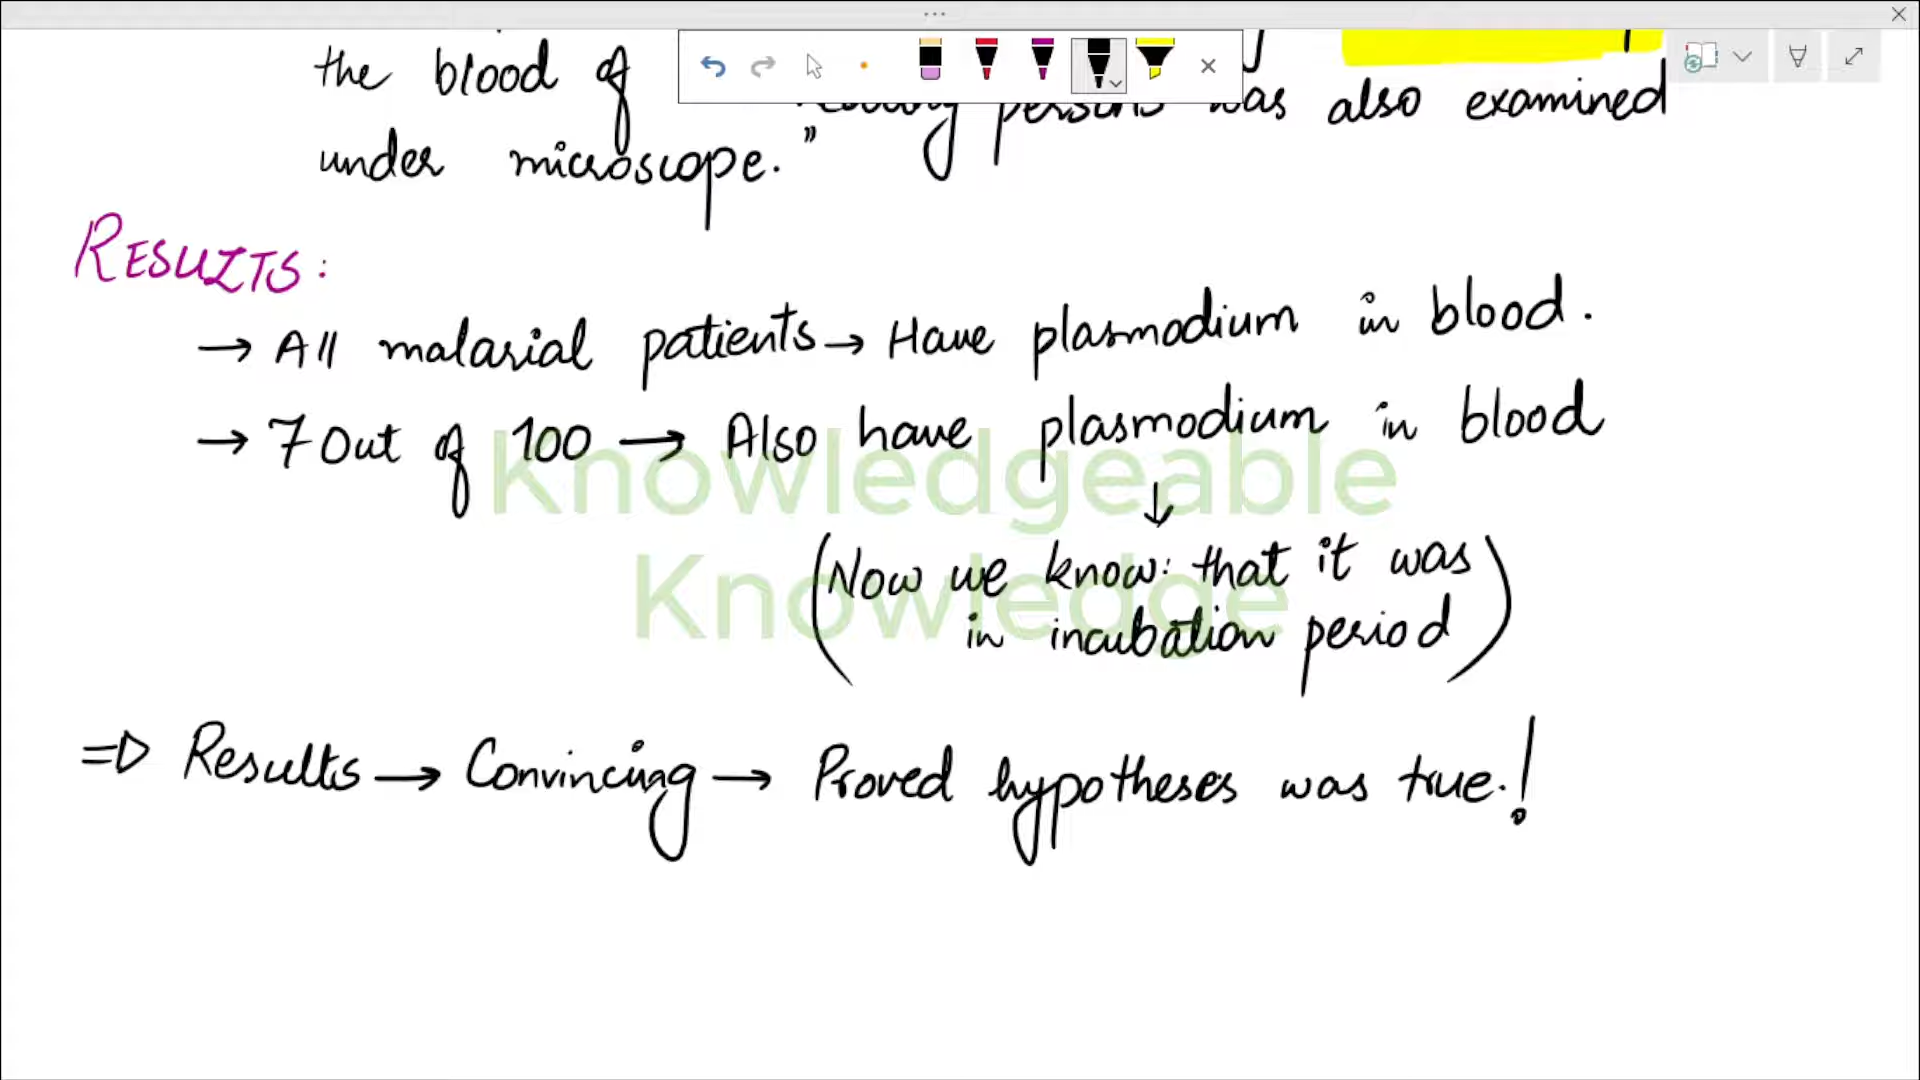 the blood of persons was also examined
under microscope."
RESULTS:
→ All malarial patients → Have plasmodium in blood.
→ 7 Out of 100 → Also have plasmodium in blood
↓
(Now we know: that it was
in incubation period)
⇒ Results → Convincing → Proved hypotheses was true.!
Knowledgeable
Knowledge